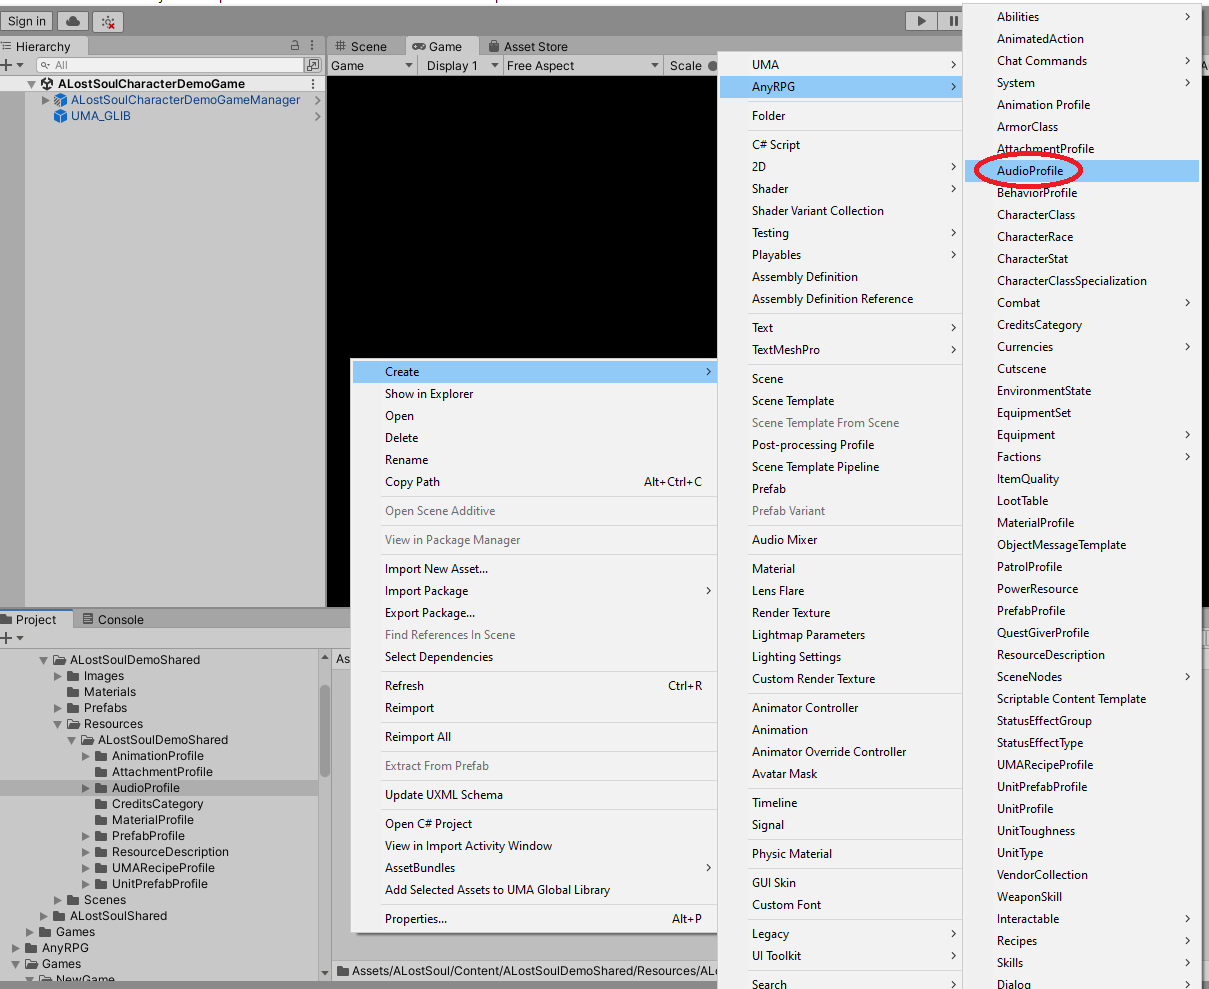 Sign in
Hierarchy
All
ALostSoulCharacterDemoGame
ALostSoulCharacterDemoGameManager
UMA_GLIB
Scene
Game
Asset Store
Game
Display 1
Free Aspect
Scale
Project
Console
ALostSoulDemoShared
Images
Materials
Prefabs
Resources
ALostSoulDemoShared
AnimationProfile
AttachmentProfile
AudioProfile
CreditsCategory
MaterialProfile
PrefabProfile
ResourceDescription
UMARecipeProfile
UnitPrefabProfile
Scenes
ALostSoulShared
Games
AnyRPG
Games
NewGame
As
Assets/ALostSoul/Content/ALostSoulDemoShared/Resources/ALo
Create
Show in Explorer
Open
Delete
Rename
Copy Path Alt+Ctrl+C
Open Scene Additive
View in Package Manager
Import New Asset...
Import Package
Export Package...
Find References In Scene
Select Dependencies
Refresh Ctrl+R
Reimport
Reimport All
Extract From Prefab
Update UXML Schema
Open C# Project
View in Import Activity Window
AssetBundles
Add Selected Assets to UMA Global Library
Properties... Alt+P
UMA
AnyRPG
Folder
C# Script
2D
Shader
Shader Variant Collection
Testing
Playables
Assembly Definition
Assembly Definition Reference
Text
TextMeshPro
Scene
Scene Template
Scene Template From Scene
Post-processing Profile
Scene Template Pipeline
Prefab
Prefab Variant
Audio Mixer
Material
Lens Flare
Render Texture
Lightmap Parameters
Lighting Settings
Custom Render Texture
Animator Controller
Animation
Animator Override Controller
Avatar Mask
Timeline
Signal
Physic Material
GUI Skin
Custom Font
Legacy
UI Toolkit
Search
Abilities
AnimatedAction
Chat Commands
System
Animation Profile
ArmorClass
AttachmentProfile
AudioProfile
BehaviorProfile
CharacterClass
CharacterRace
CharacterStat
CharacterClassSpecialization
Combat
CreditsCategory
Currencies
Cutscene
EnvironmentState
EquipmentSet
Equipment
Factions
ItemQuality
LootTable
MaterialProfile
ObjectMessageTemplate
PatrolProfile
PowerResource
PrefabProfile
QuestGiverProfile
ResourceDescription
SceneNodes
Scriptable Content Template
StatusEffectGroup
StatusEffectType
UMARecipeProfile
UnitPrefabProfile
UnitProfile
UnitToughness
UnitType
VendorCollection
WeaponSkill
Interactable
Recipes
Skills
Dialog